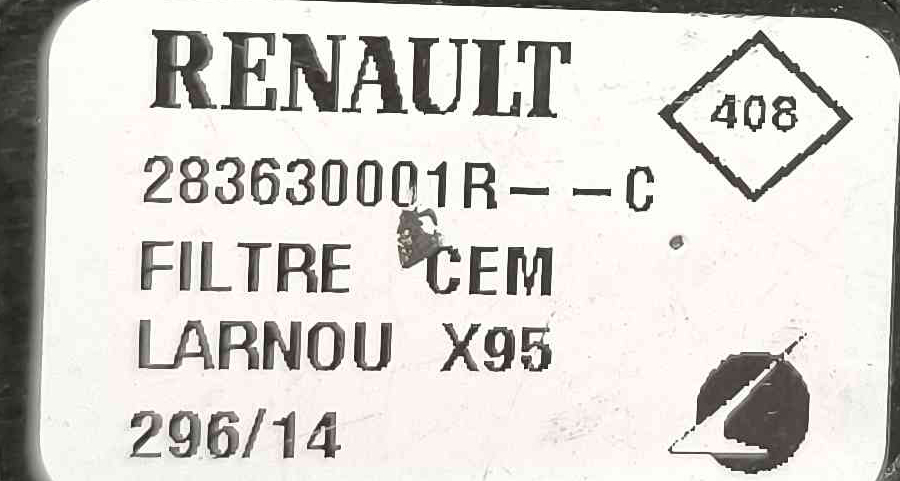 RENAULT
408
283630001R--C
FILTRE CEM
LARNOU X95
296/14